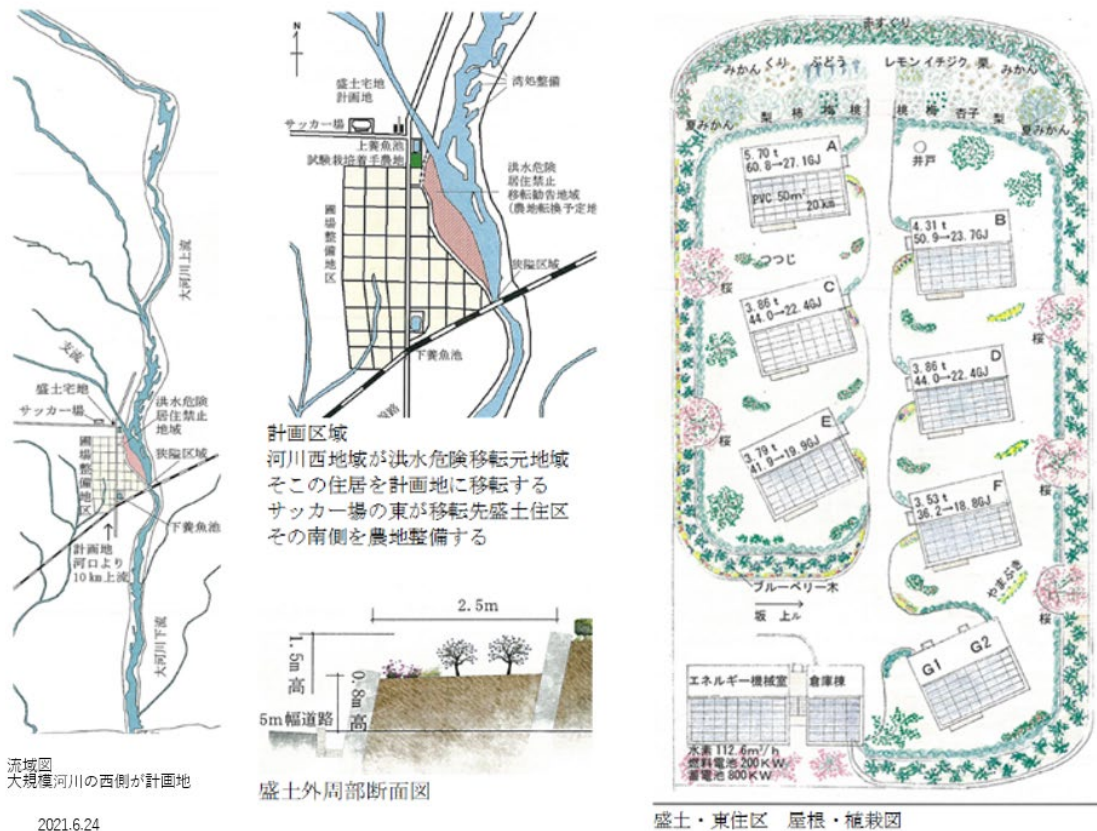 大河川上流
支流
盛土宅地
サッカー場
洪水危険
居住禁止
地域
圃場整備地区
狭隘区域
下養魚池
計画地
河口より
10km上流
大河川下流
流域図
大規模河川の西側が計画地
2021.6.24
N
盛土宅地
計画地
湾処整備
サッカー場
上養魚池
試験栽培着手農地
洪水危険
居住禁止
移転勧告地域
(農地転換予定地
圃場整備地区
狭隘区域
下養魚池
計画区域
河川西地域が洪水危険移転元地域
そこの住居を計画地に移転する
サッカー場の東が移転先盛土住区
その南側を農地整備する
2.5m
1.5m高
0.8m高
5m幅道路
盛土外周部断面図
赤すぐり
みかん くり ぶどう レモン イチジク 栗 みかん
夏みかん 梨 柿 塩 桃 桃 梅 杏子 梨 夏みかん
井戸
5.70 t A
60.8→27.1GJ
PVC 50㎡
20 km
4.31 t B
50.9→23.7GJ
つつじ
桜
3.86 t C
44.0→22.4GJ
桜
3.86 t D
44.0→22.4GJ
桜
3.79 t E
41.9→19.9GJ
3.53 t F
36.2→18.8GJ
桜
やまぶき
桜
ブルーベリー木
坂 上ル
G1 G2
エネルギー機械室 倉庫棟
水素 112.6m³/h
燃料電池 200KW
蓄電池 800KW
盛土・東住区 屋根・植栽図